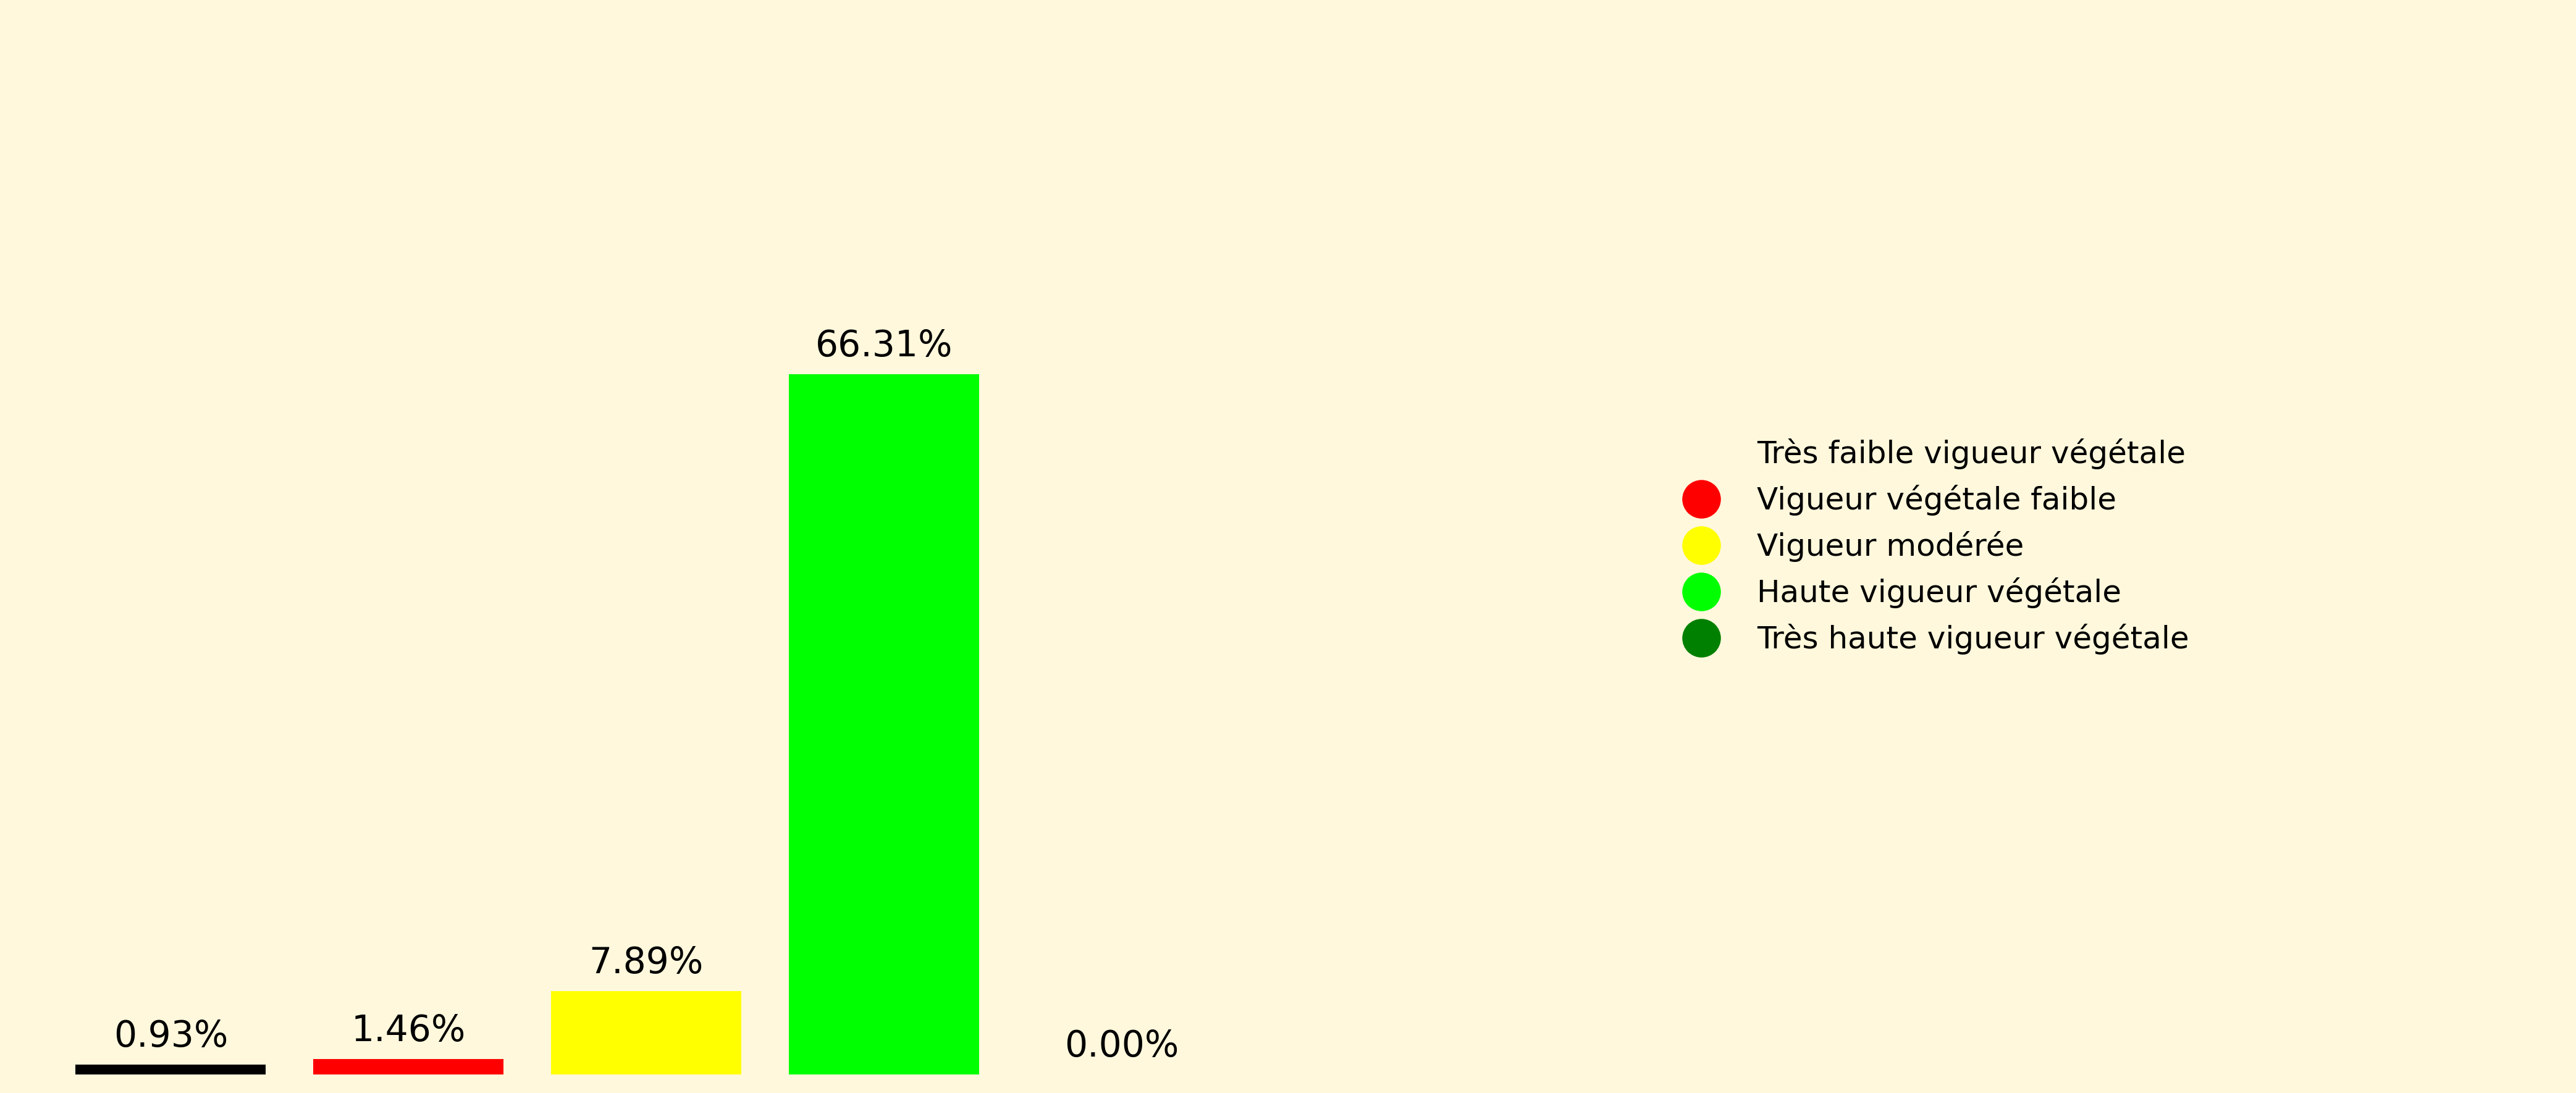 66.31%
7.89%
0.93%
1.46%
0.00%
Très faible vigueur végétale
Vigueur végétale faible
Vigueur modérée
Haute vigueur végétale
Très haute vigueur végétale